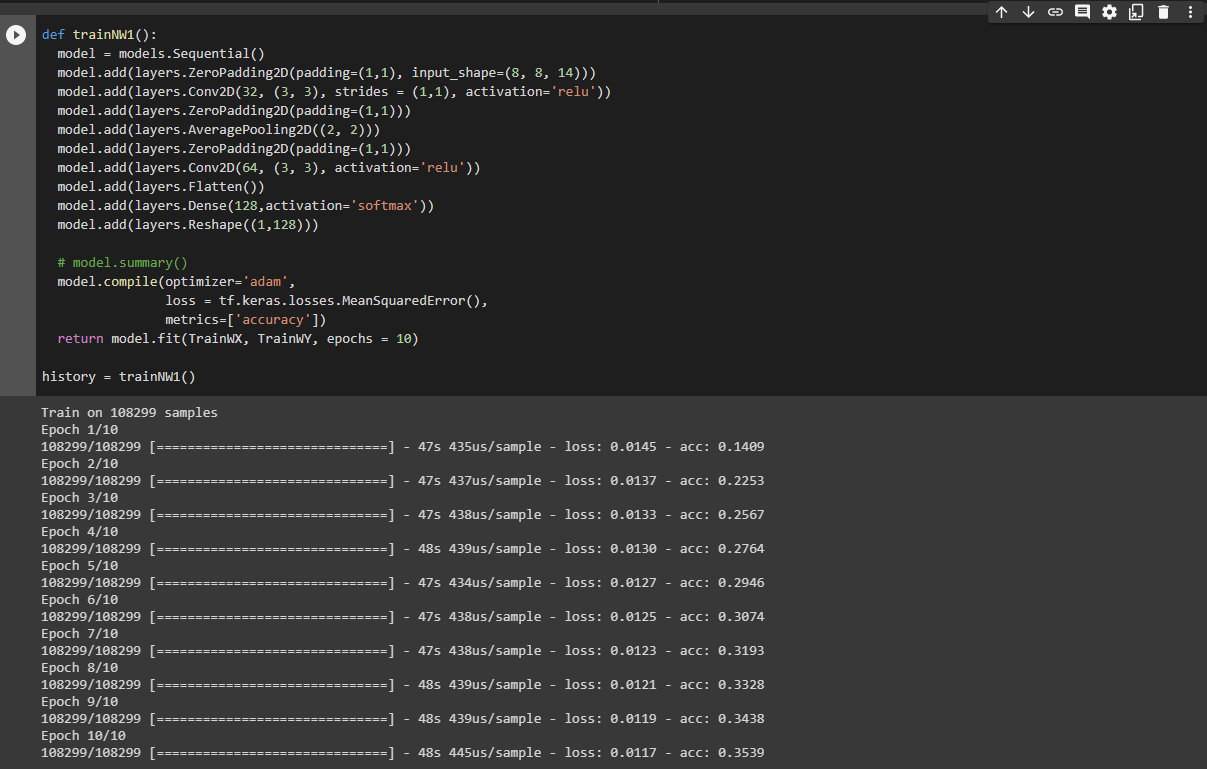 def trainNW1():
  model = models.Sequential()
  model.add(layers.ZeroPadding2D(padding=(1,1), input_shape=(8, 8, 14)))
  model.add(layers.Conv2D(32, (3, 3), strides = (1,1), activation='relu'))
  model.add(layers.ZeroPadding2D(padding=(1,1)))
  model.add(layers.AveragePooling2D((2, 2)))
  model.add(layers.ZeroPadding2D(padding=(1,1)))
  model.add(layers.Conv2D(64, (3, 3), activation='relu'))
  model.add(layers.Flatten())
  model.add(layers.Dense(128,activation='softmax'))
  model.add(layers.Reshape((1,128)))
  # model.summary()
  model.compile(optimizer='adam',
                loss = tf.keras.losses.MeanSquaredError(),
                metrics=['accuracy'])
  return model.fit(TrainWX, TrainWY, epochs = 10)
history = trainNW1()
Train on 108299 samples
Epoch 1/10
108299/108299 [==============================] - 47s 435us/sample - loss: 0.0145 - acc: 0.1409
Epoch 2/10
108299/108299 [==============================] - 47s 437us/sample - loss: 0.0137 - acc: 0.2253
Epoch 3/10
108299/108299 [==============================] - 47s 438us/sample - loss: 0.0133 - acc: 0.2567
Epoch 4/10
108299/108299 [==============================] - 48s 439us/sample - loss: 0.0130 - acc: 0.2764
Epoch 5/10
108299/108299 [==============================] - 47s 434us/sample - loss: 0.0127 - acc: 0.2946
Epoch 6/10
108299/108299 [==============================] - 47s 438us/sample - loss: 0.0125 - acc: 0.3074
Epoch 7/10
108299/108299 [==============================] - 47s 438us/sample - loss: 0.0123 - acc: 0.3193
Epoch 8/10
108299/108299 [==============================] - 48s 439us/sample - loss: 0.0121 - acc: 0.3328
Epoch 9/10
108299/108299 [==============================] - 48s 439us/sample - loss: 0.0119 - acc: 0.3438
Epoch 10/10
108299/108299 [==============================] - 48s 445us/sample - loss: 0.0117 - acc: 0.3539